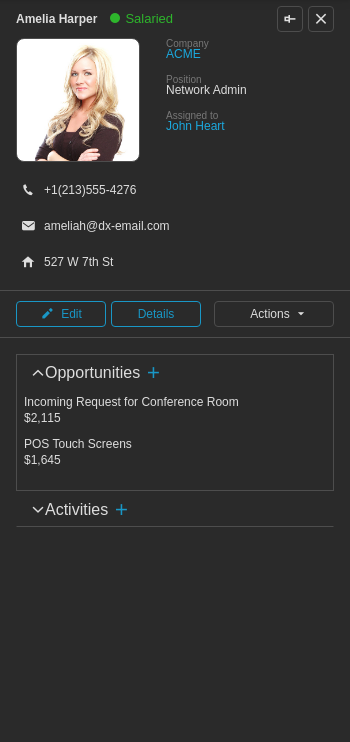 Amelia Harper
Salaried
Company
ACME
Position
Network Admin
Assigned to
John Heart
+1(213)555-4276
ameliah@dx-email.com
527 W 7th St
Edit
Details
Actions
Opportunities
Incoming Request for Conference Room
$2,115
POS Touch Screens
$1,645
Activities